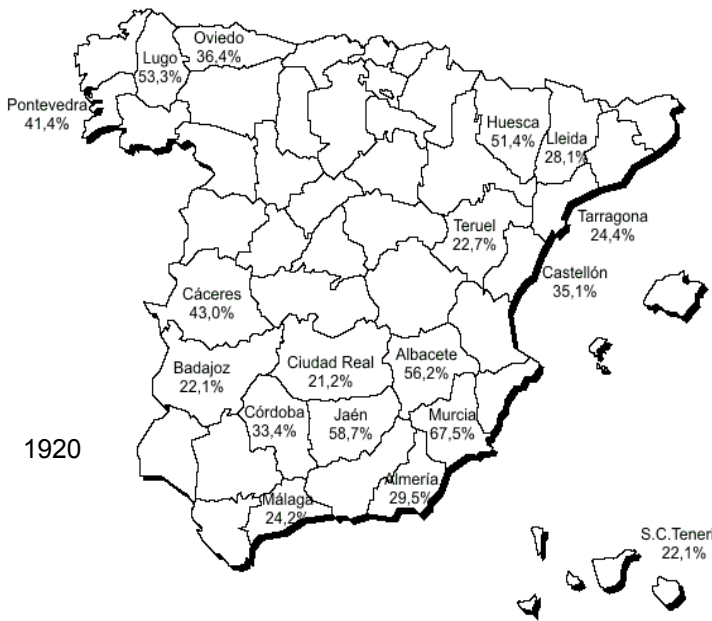 Oviedo
36,4%
Lugo
53,3%
Pontevedra
41,4%
Huesca
51,4%
Lleida
28,1%
Tarragona
24,4%
Teruel
22,7%
Castellón
35,1%
Cáceres
43,0%
Badajoz
22,1%
Ciudad Real
21,2%
Albacete
56,2%
Córdoba
33,4%
Jaén
58,7%
Murcia
67,5%
1920
Almería
29,5%
Málaga
24,2%
S.C.Teneri
22,1%